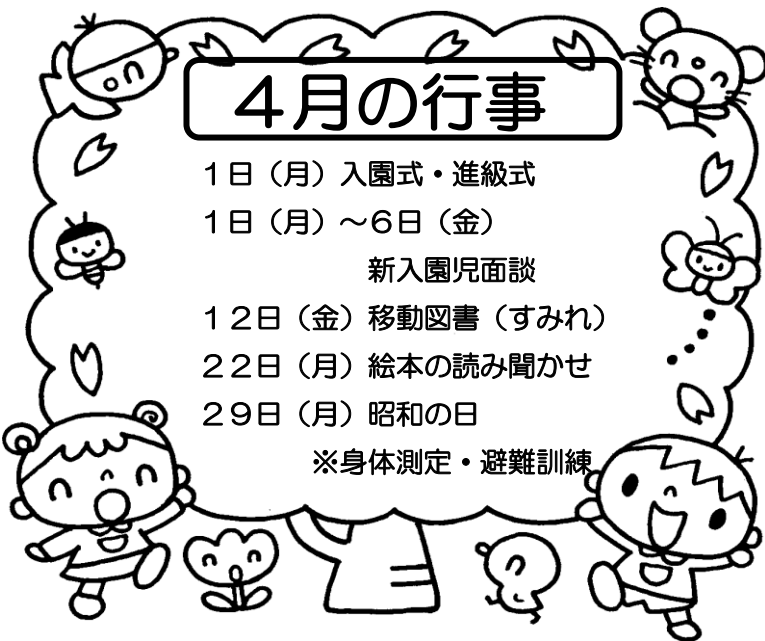 ４月の行事
１日（月）入園式・進級式
１日（月）～６日（金）
新入園児面談
１２日（金）移動図書（すみれ）
２２日（月）絵本の読み聞かせ
２９日（月）昭和の日
※身体測定・避難訓練